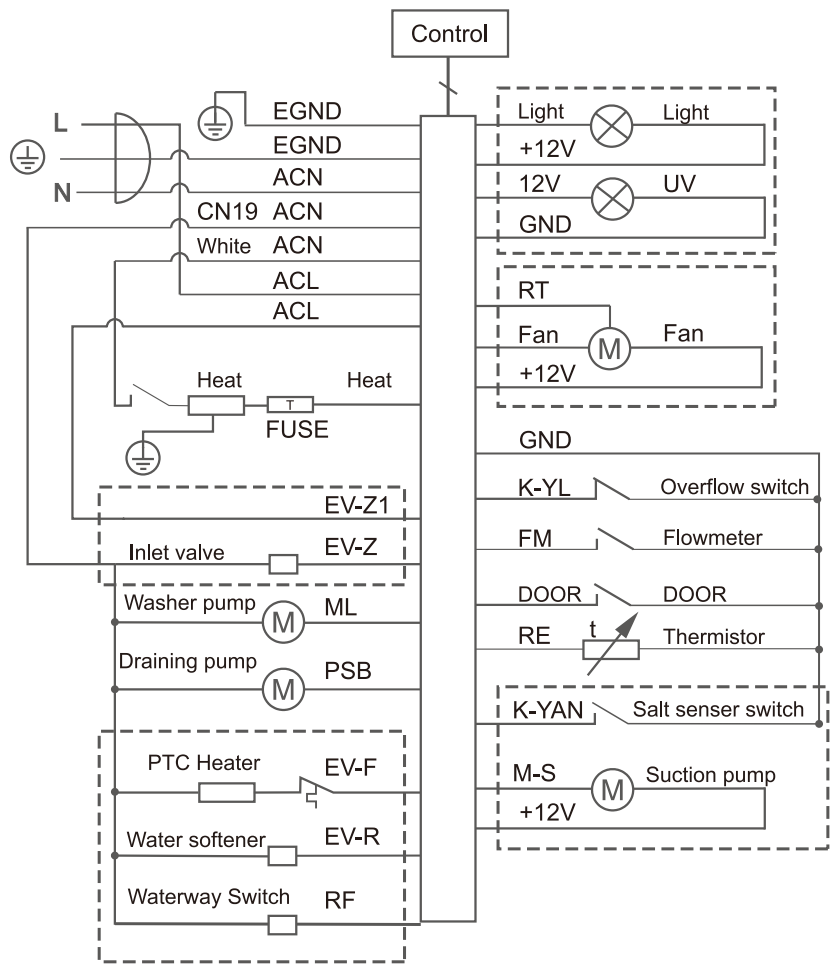 Control
L
N
EGND
EGND
ACN
CN19 ACN
White ACN
ACL
ACL
Heat
Heat
T
FUSE
EV-Z1
Inlet valve
EV-Z
Washer pump
M
ML
Draining pump
M
PSB
PTC Heater
EV-F
Water softener
EV-R
Waterway Switch
RF
Light
Light
+12V
12V
UV
GND
RT
Fan
M
Fan
+12V
GND
K-YL
Overflow switch
FM
Flowmeter
DOOR
DOOR
RE
t
Thermistor
K-YAN
Salt senser switch
M-S
M
Suction pump
+12V